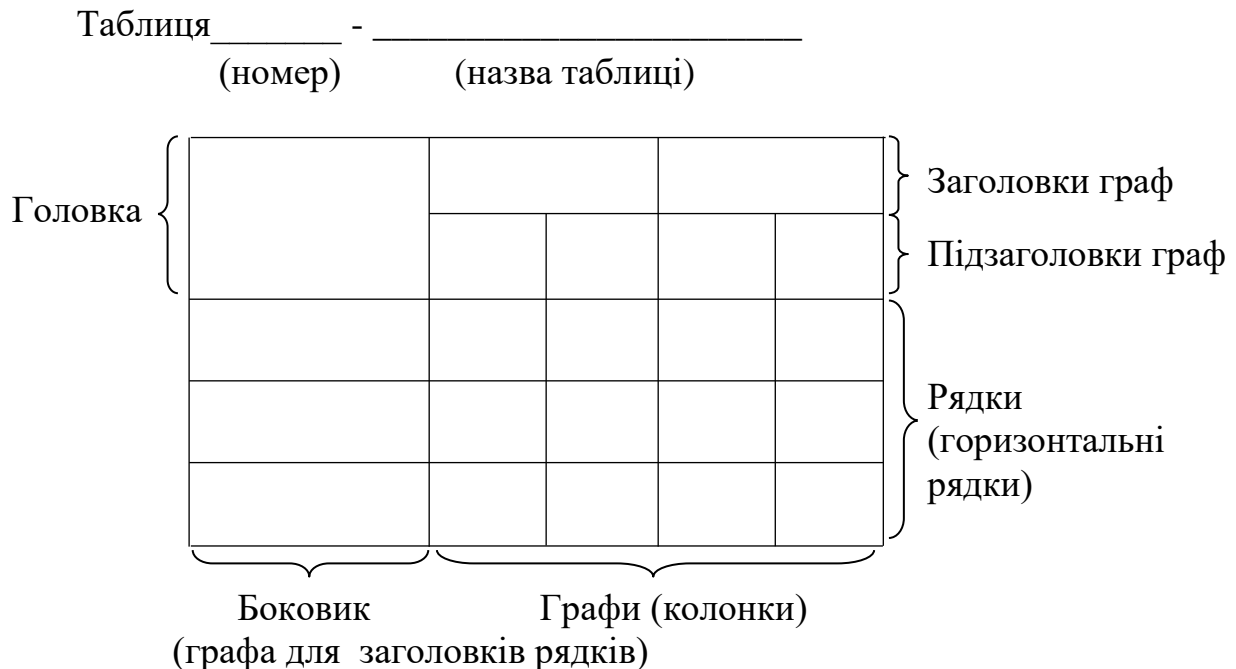 Таблиця_______ - _______________________
(номер) (назва таблиці)
Головка
Заголовки граф
Підзаголовки граф
Рядки
(горизонтальні
рядки)
Боковик Графи (колонки)
(графа для заголовків рядків)